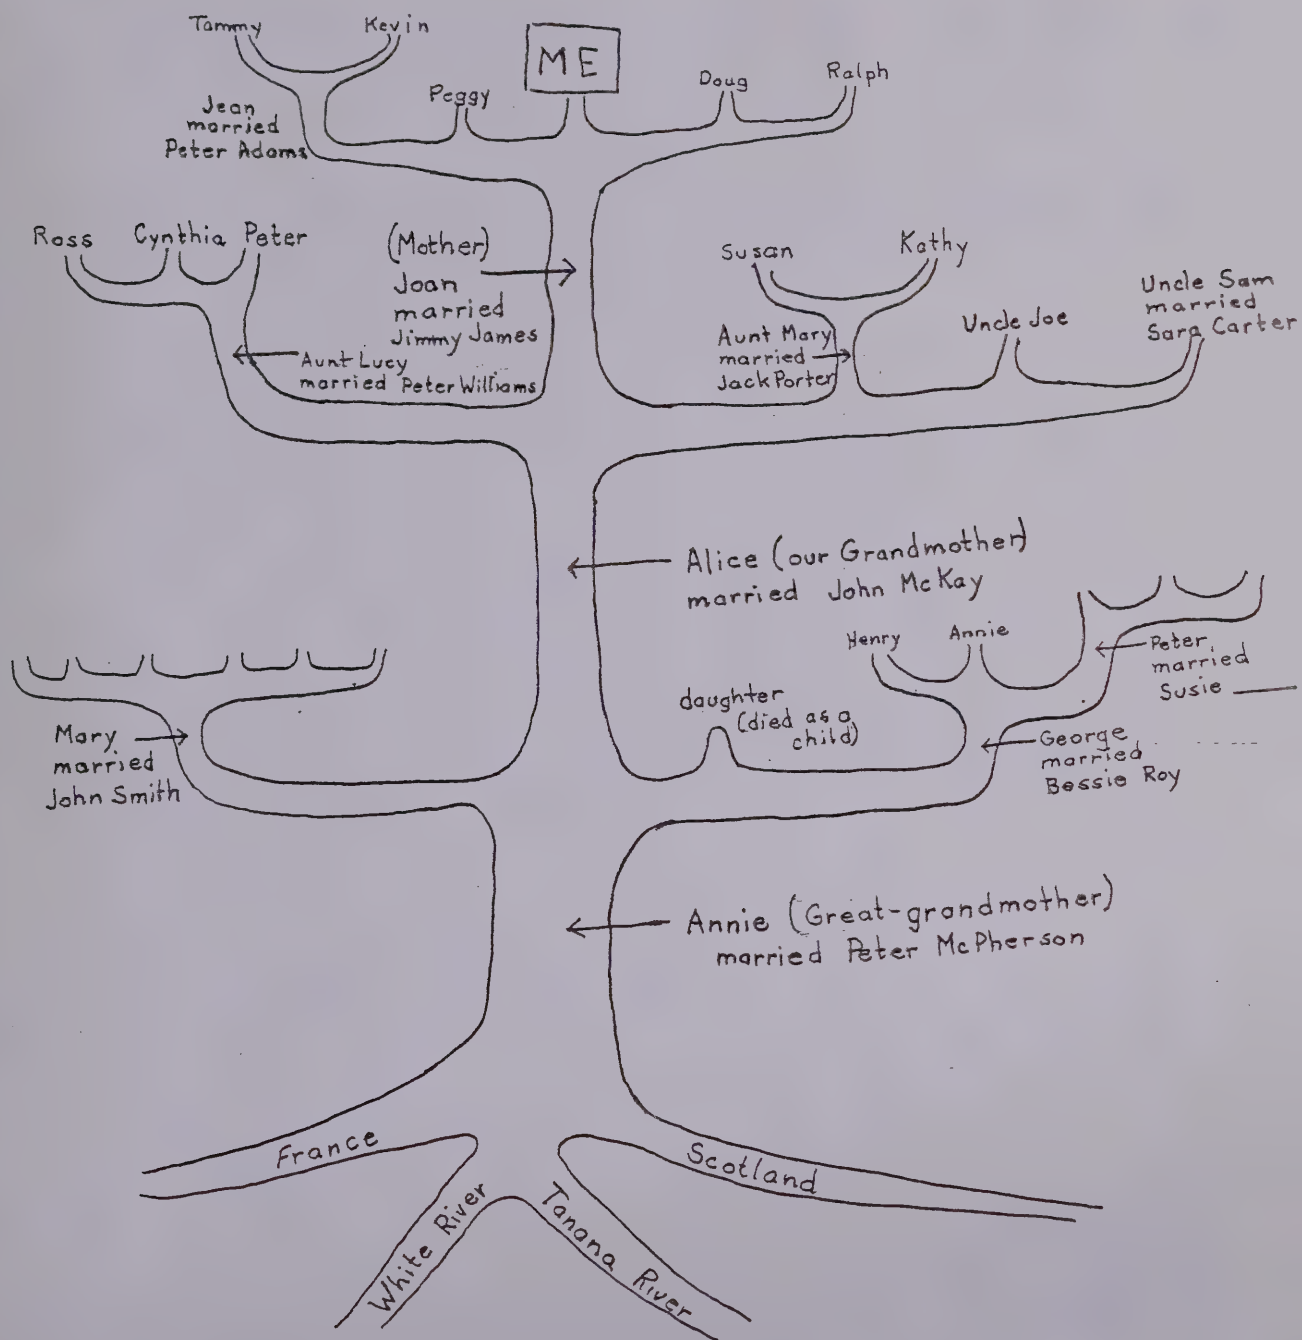 Tammy
Kevin
ME
Peggy
Doug
Ralph
Jean
married
Peter Adams
Ross
Cynthia
Peter
(Mother)
Joan
married
Jimmy James
Aunt Lucy
married Peter Williams
Susan
Kathy
Aunt Mary
married
Jack Porter
Uncle Joe
Uncle Sam
married
Sara Carter
Alice (our Grandmother)
married John McKay
Henry
Annie
Peter
married
Susie
daughter
(died as a
child)
George
married
Bessie Roy
Mary
married
John Smith
Annie (Great-grandmother)
married Peter McPherson
France
Scotland
White River
Tanana River